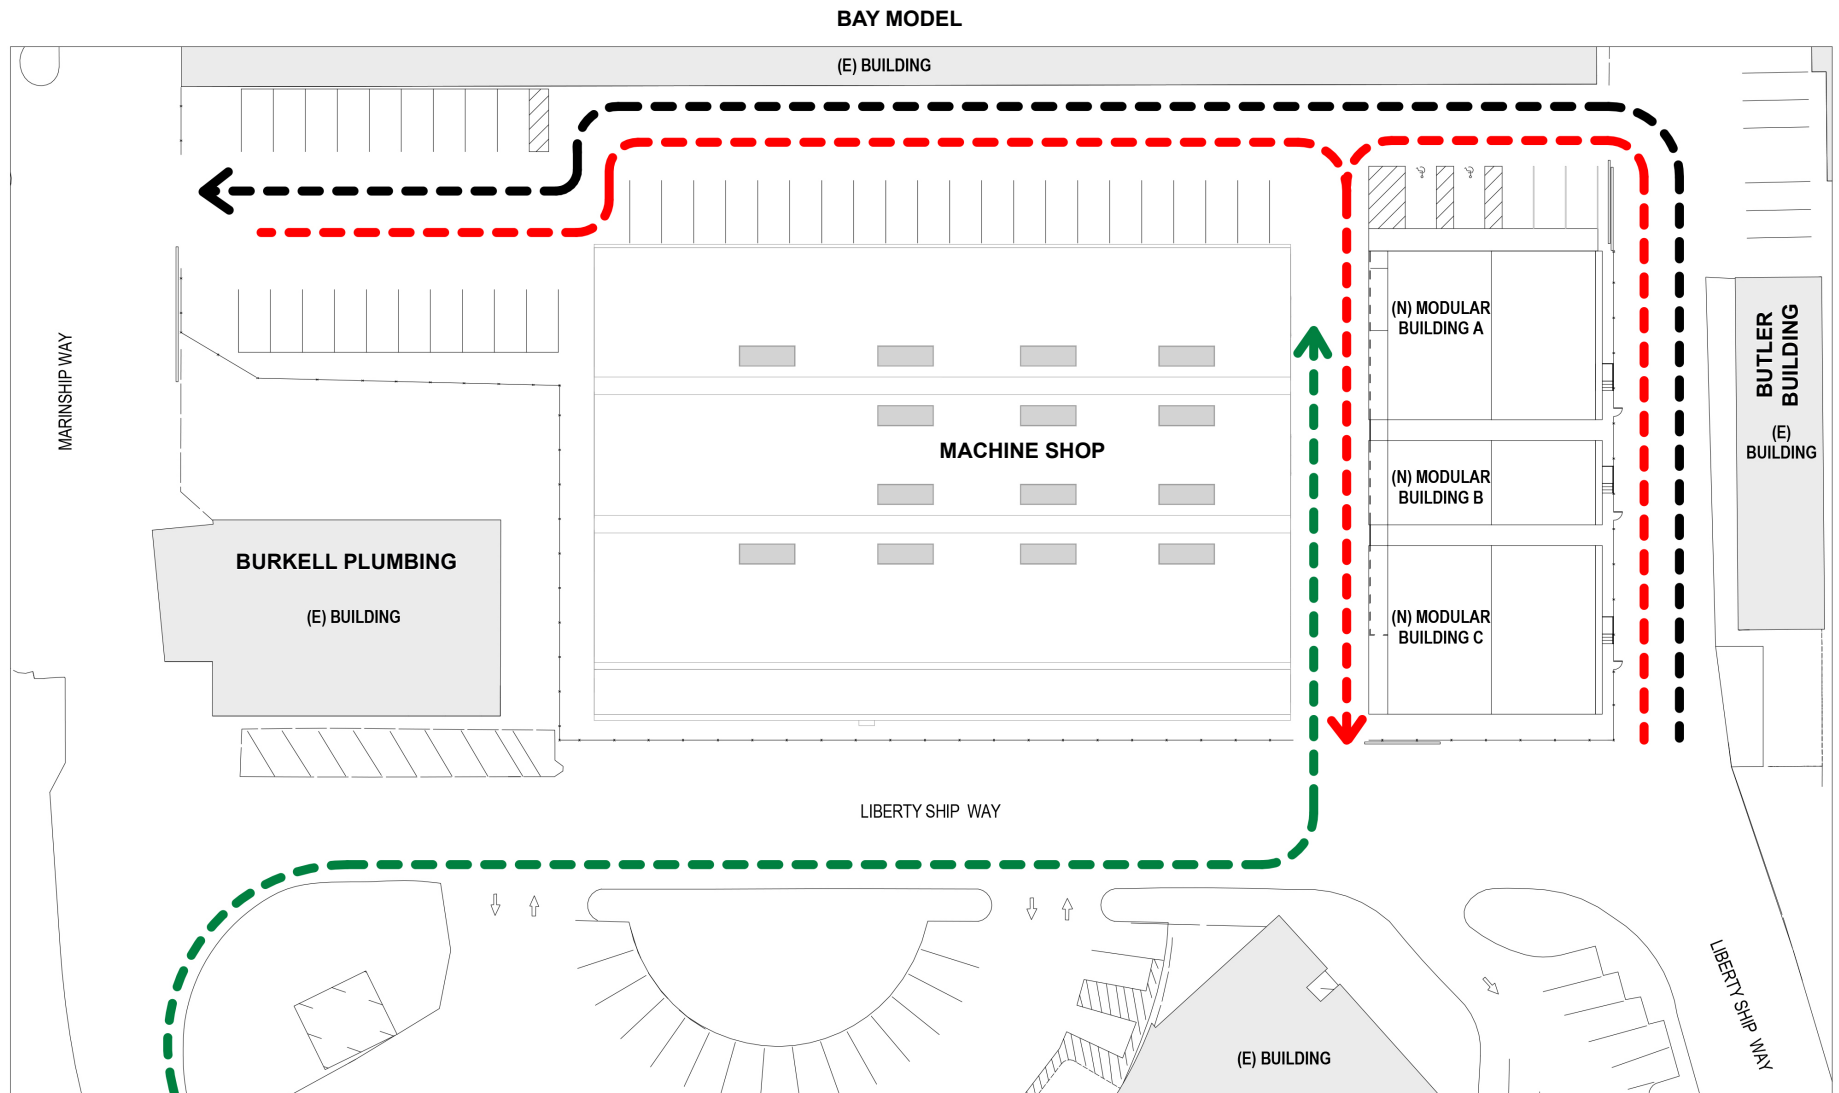 BAY MODEL
(E) BUILDING
MARINSHIP WAY
(N) MODULAR
BUILDING A
BUTLER
BUILDING
(E)
BUILDING
MACHINE SHOP
(N) MODULAR
BUILDING B
BURKELL PLUMBING
(E) BUILDING
(N) MODULAR
BUILDING C
LIBERTY SHIP WAY
LIBERTY SHIP WAY
(E) BUILDING